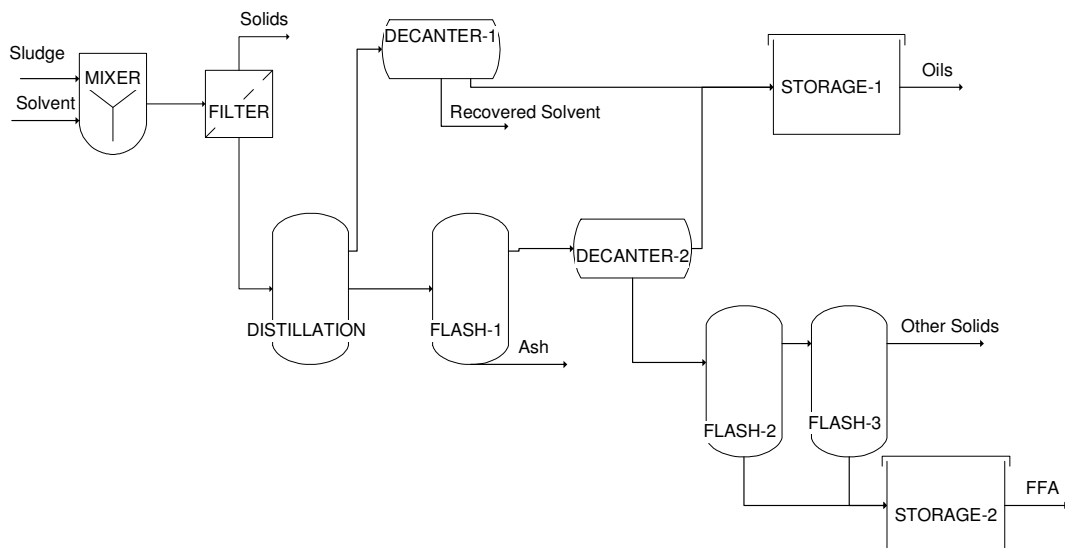 Solids
DECANTER-1
Sludge
MIXER
Oils
STORAGE-1
Solvent
FILTER
Recovered Solvent
DECANTER-2
DISTILLATION
FLASH-1
Other Solids
Ash
FLASH-2
FLASH-3
FFA
STORAGE-2